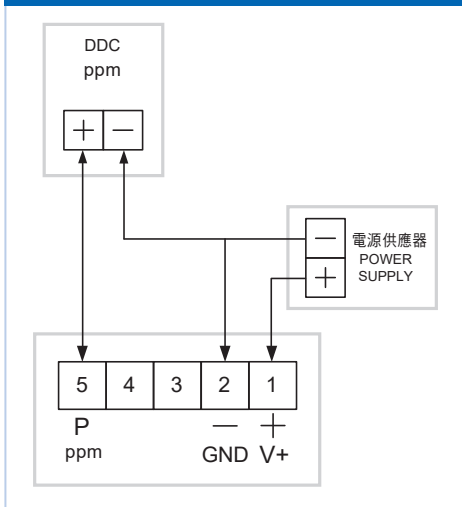 DDC
ppm
+ −
− 電源供應器
POWER
+ SUPPLY
5 4 3 2 1
P − +
ppm GND V+